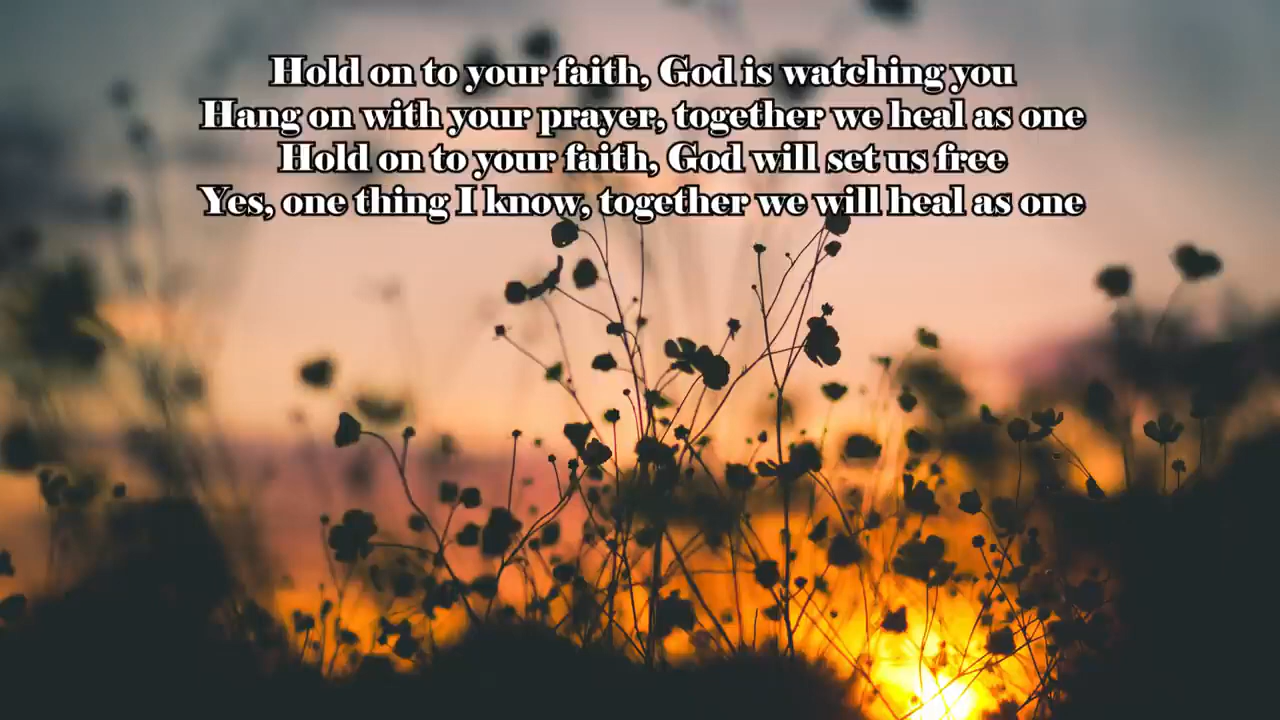 Hold on to your faith, God is watching you
Hang on with your prayer, together we heal as one
Hold on to your faith, God will set us free
Yes, one thing I know, together we will heal as one